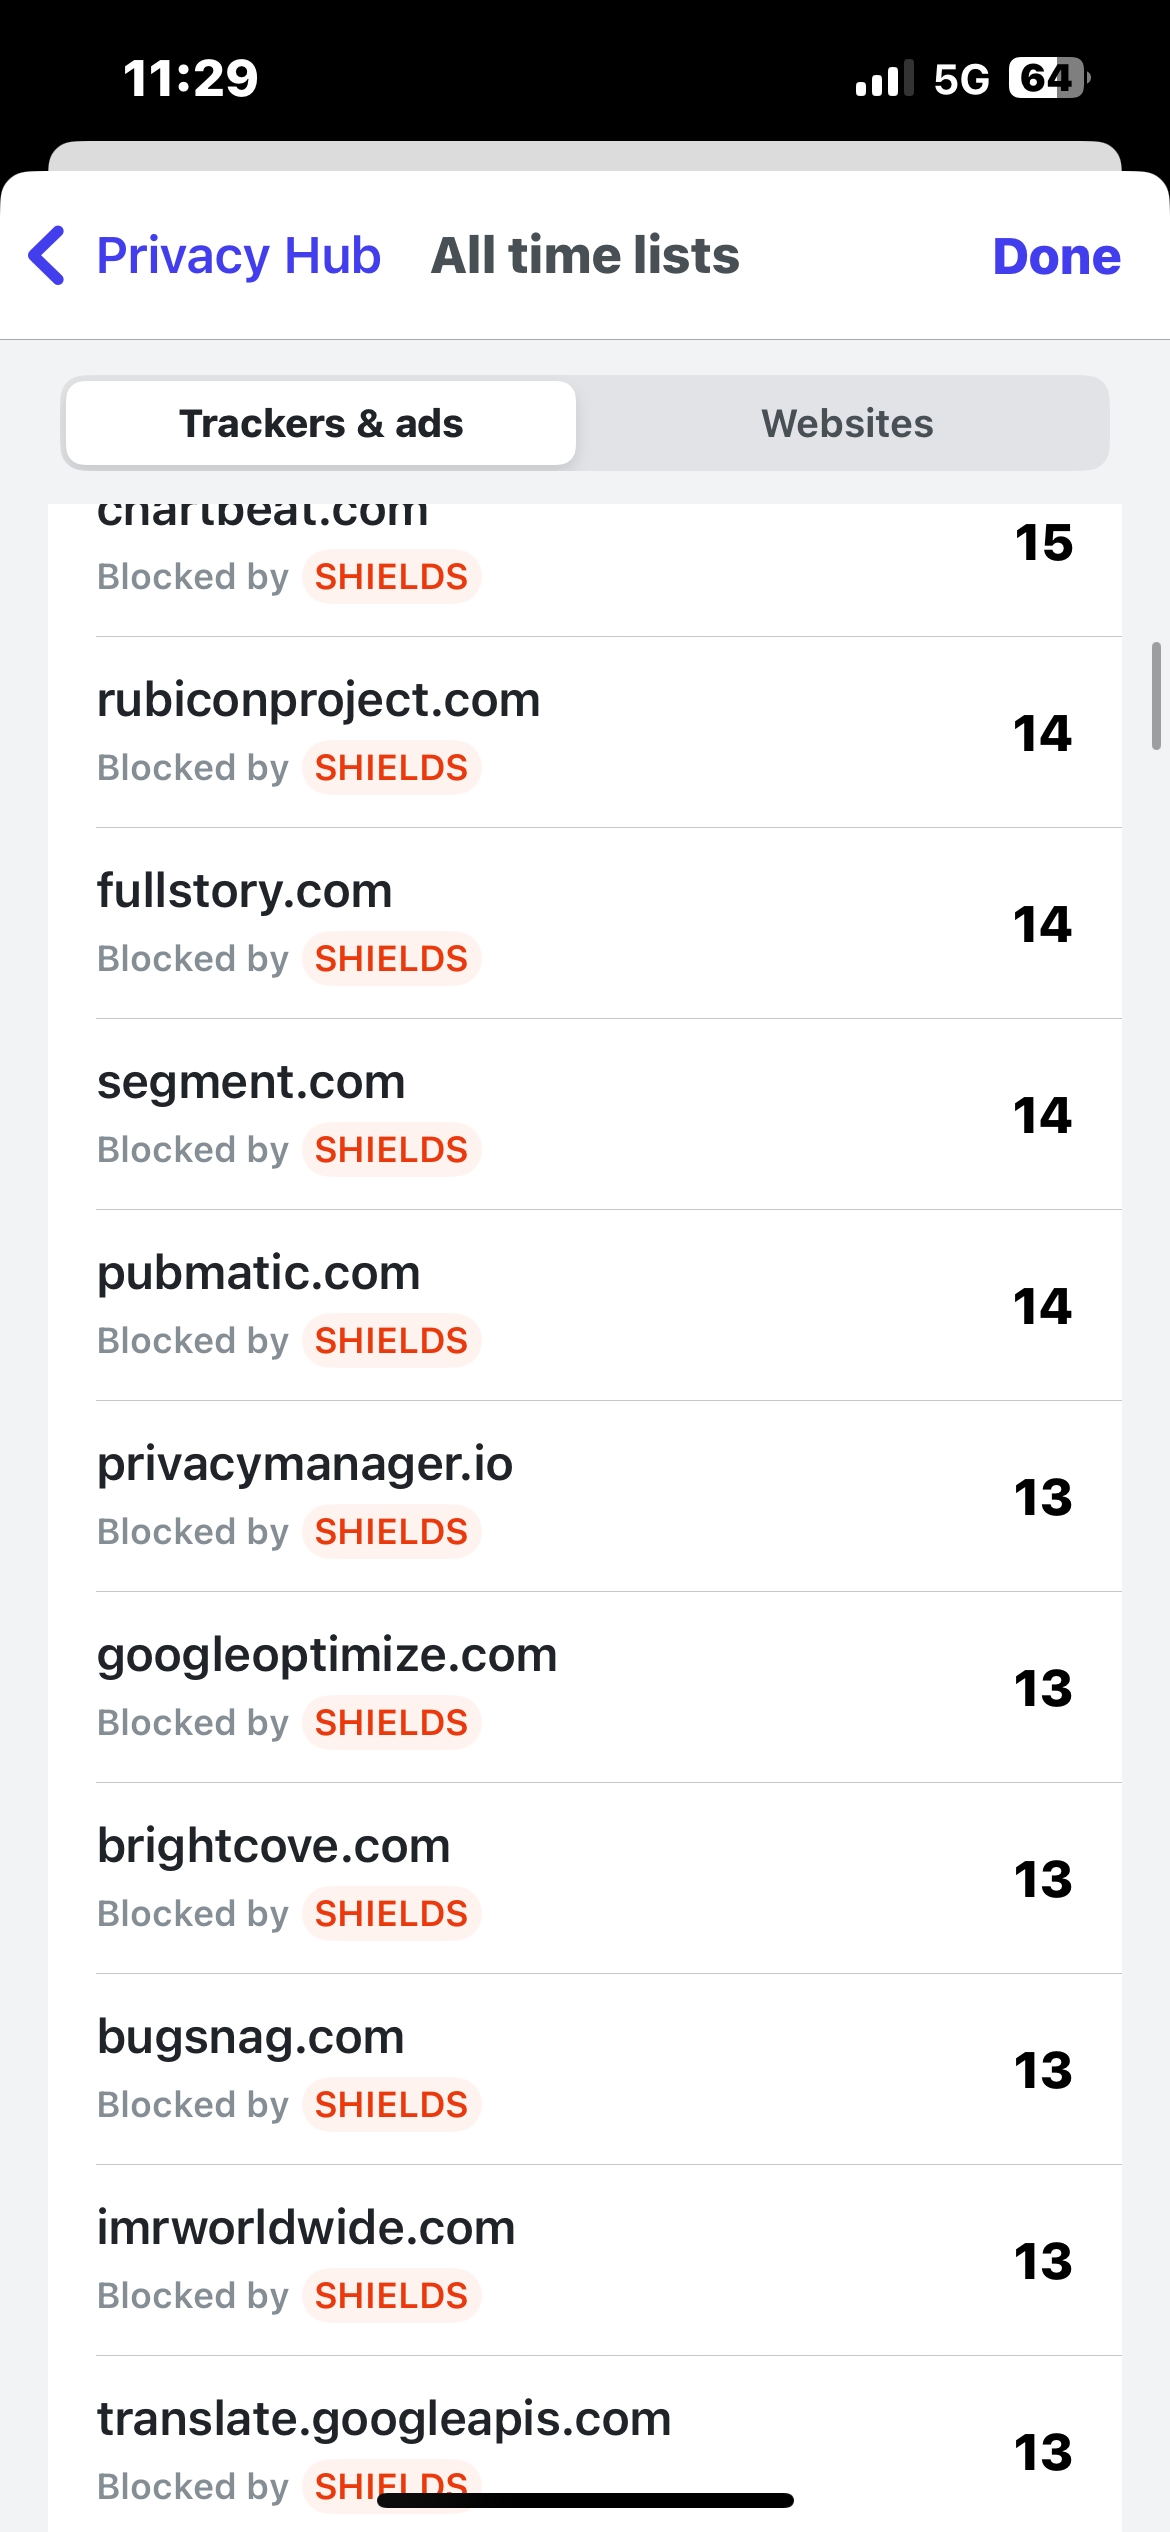 11:29
5G 64
Privacy Hub All time lists Done
Trackers & ads Websites
chartbeat.com
15
Blocked by SHIELDS
rubiconproject.com
14
Blocked by SHIELDS
fullstory.com
14
Blocked by SHIELDS
segment.com
14
Blocked by SHIELDS
pubmatic.com
14
Blocked by SHIELDS
privacymanager.io
13
Blocked by SHIELDS
googleoptimize.com
13
Blocked by SHIELDS
brightcove.com
13
Blocked by SHIELDS
bugsnag.com
13
Blocked by SHIELDS
imrworldwide.com
13
Blocked by SHIELDS
translate.googleapis.com
13
Blocked by SHIELDS